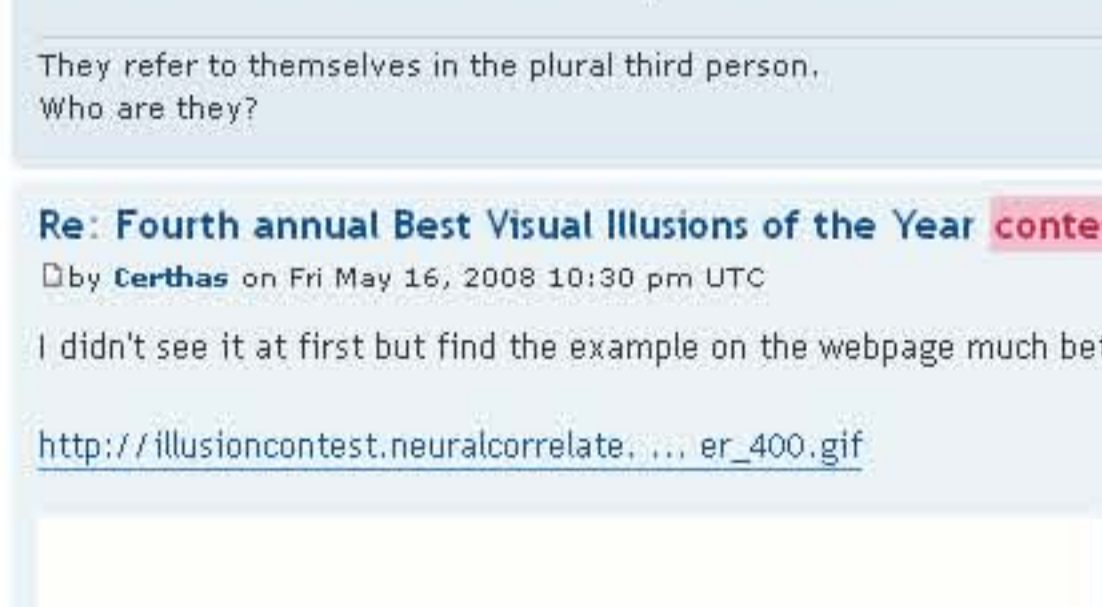 They refer to themselves in the plural third person.
Who are they?
Re: Fourth annual Best Visual Illusions of the Year conte
by Certhas on Fri May 16, 2008 10:30 pm UTC
I didn't see it at first but find the example on the webpage much bet
http://illusioncontest.neuralcorrelate. ... er_400.gif